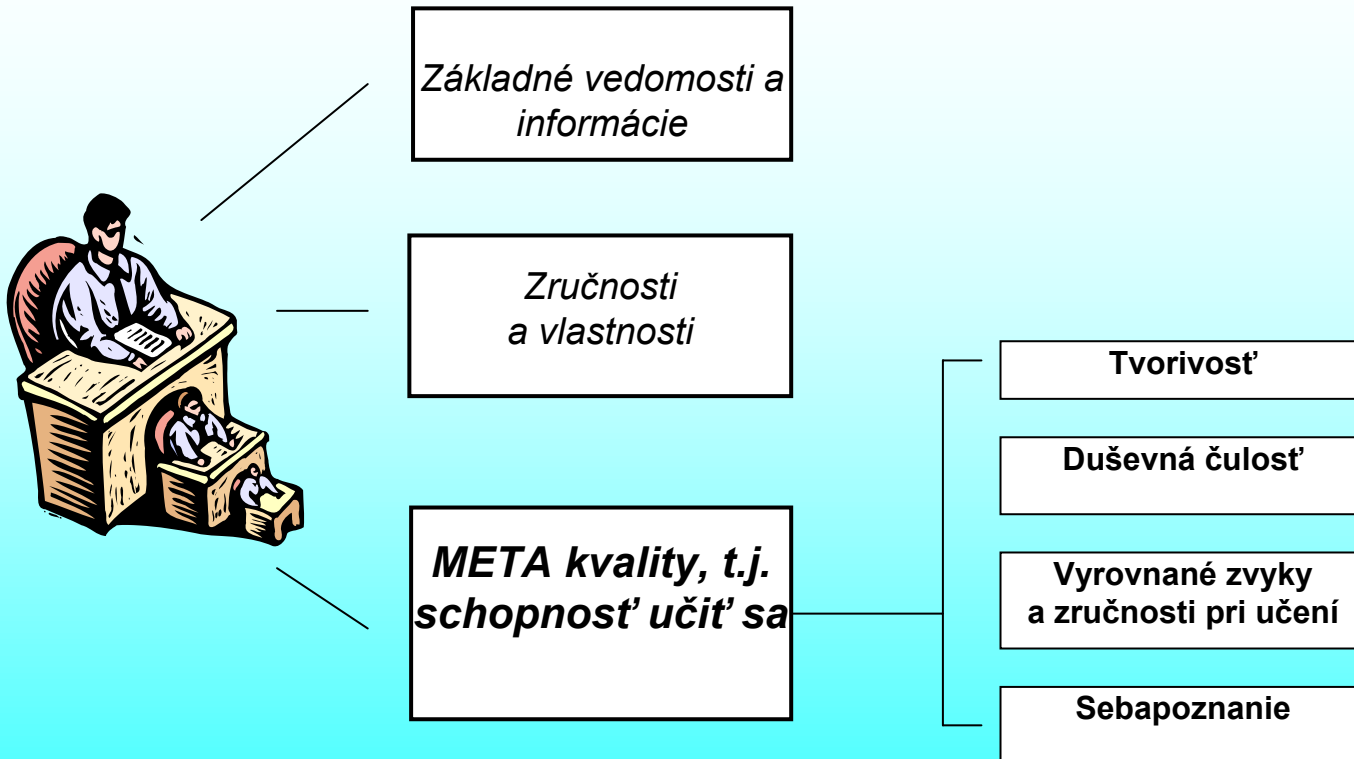 Základné vedomosti a
informácie
Zručnosti
a vlastnosti
META kvality, t.j.
schopnosť učiť sa
Tvorivosť
Duševná čulosť
Vyrovnané zvyky
a zručnosti pri učení
Sebapoznanie